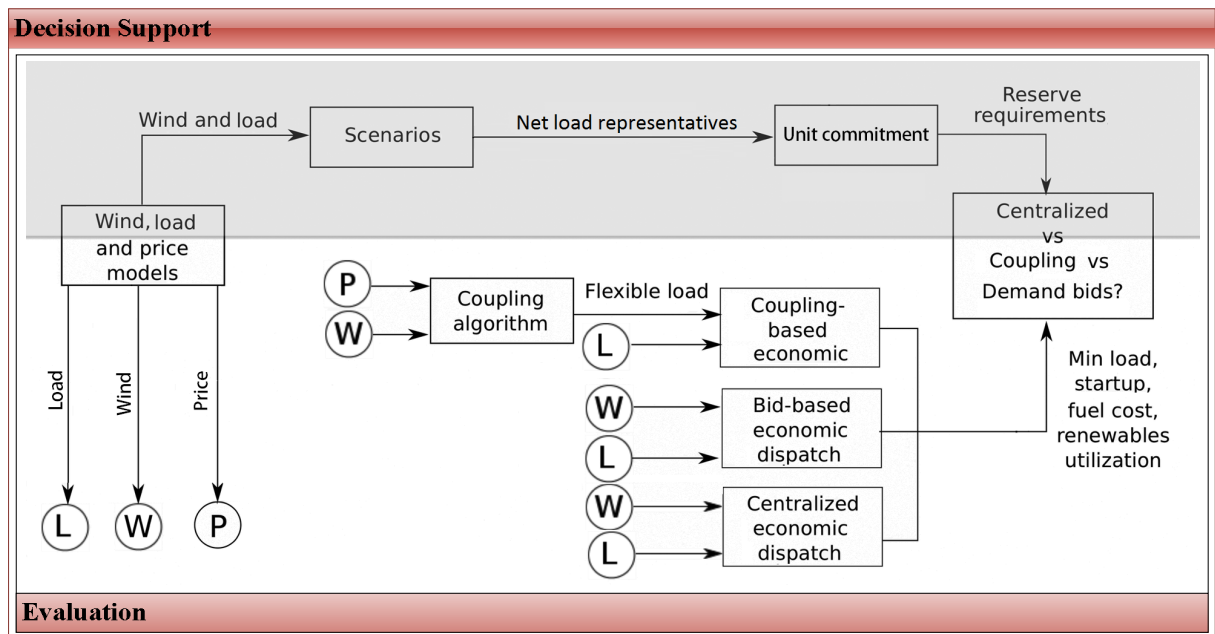 Decision Support
Wind and load
Scenarios
Net load representatives
Unit commitment
Reserve
requirements
Wind, load
and price
models
Centralized
vs
Coupling vs
Demand bids?
P
W
Coupling
algorithm
Flexible load
L
Coupling-
based
economic
W
L
Bid-based
economic
dispatch
W
L
Centralized
economic
dispatch
Min load,
startup,
fuel cost,
renewables
utilization
Load
Wind
Price
L
W
P
Evaluation